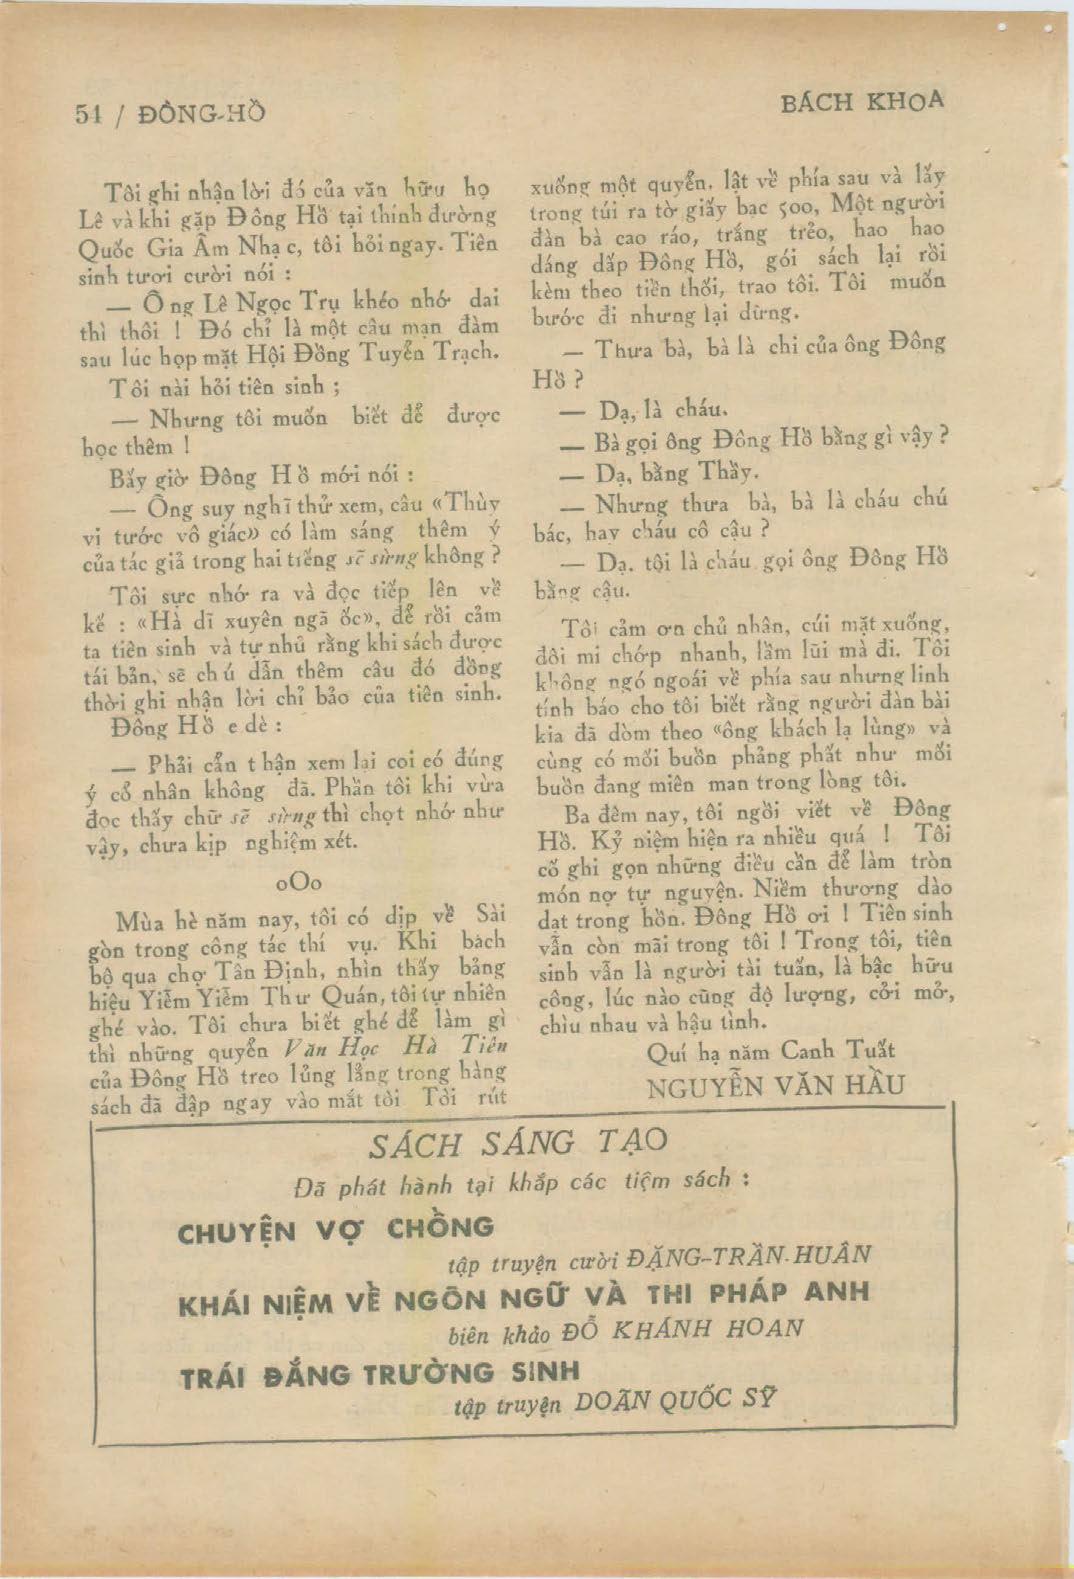 54 / ĐÔNG-HỒ
BÁCH KHOA
Tôi ghi nhận lời đó của văn hữu họ
Lê và khi gặp Đông Hồ tại thính đường
Quốc Gia Âm Nhạc, tôi hỏi ngay. Tiên
sinh tươi cười nói :
— Ông Lê Ngọc Trụ khéo nhớ dai
thì thôi ! Đó chỉ là một câu mạn đàm
sau lúc họp mặt Hội Đồng Tuyển Trạch.
Tôi nài hỏi tiên sinh ;
— Nhưng tôi muốn biết để được
học thêm !
Bấy giờ Đông Hồ mới nói :
— Ông suy nghĩ thử xem, câu «Thùy
vị tước vô giác» có làm sáng thêm ý
của tác giả trong hai tiếng sẽ sừng không ?
Tôi sực nhớ ra và đọc tiếp lên vế
kế : «Hà dĩ xuyên ngã ốc», để rồi cảm
ta tiên sinh và tự nhủ rằng khi sách được
tái bản, sẽ chú dẫn thêm câu đó đồng
thời ghi nhận lời chỉ bảo của tiên sinh.
Đông Hồ e dè :
— Phải cẩn thận xem lại coi có đúng
ý cổ nhân không đã. Phần tôi khi vừa
đọc thấy chữ sẽ sừng thì chợt nhớ như
vậy, chưa kịp nghiệm xét.
oOo
Mùa hè năm nay, tôi có dịp về Sài
gòn trong công tác thí vụ. Khi bách
bộ qua chợ Tân Định, nhìn thấy bảng
hiệu Yiễm Yiễm Thư Quán, tôi tự nhiên
ghé vào. Tôi chưa biết ghé để làm gì
thì những quyển Văn Học Hà Tiên
của Đông Hồ treo lủng lẳng trong hàng
sách đã đập ngay vào mắt tôi Tôi rút
xuống một quyển, lật về phía sau và lấy
trong túi ra tờ giấy bạc 500, Một người
đàn bà cao ráo, trắng trẻo, hao hao
dáng dấp Đông Hồ, gói sách lại rồi
kèm theo tiền thối, trao tôi. Tôi muốn
bước đi nhưng lại dừng.
— Thưa bà, bà là chi của ông Đông
Hồ ?
— Dạ, là cháu.
— Bà gọi ông Đông Hồ bằng gì vậy ?
— Dạ, bằng Thầy.
— Nhưng thưa bà, bà là cháu chú
bác, hay cháu cô cậu ?
— Dạ. tôi là cháu gọi ông Đông Hồ
bằng cậu.
Tôi cảm ơn chủ nhân, cúi mặt xuống,
đôi mi chớp nhanh, lầm lũi mà đi. Tôi
không ngó ngoái về phía sau nhưng linh
tính báo cho tôi biết rằng người đàn bài
kia đã dòm theo «ông khách lạ lùng» và
cùng có mối buồn phảng phất như mối
buồn đang miên man trong lòng tôi.
Ba đêm nay, tôi ngồi viết về Đông
Hồ. Kỷ niệm hiện ra nhiều quá ! Tôi
cố ghi gọn những điều cần để làm tròn
món nợ tự nguyện. Niềm thương dào
dạt trong hồn. Đông Hồ ơi ! Tiên sinh
vẫn còn mãi trong tôi ! Trong tôi, tiên
sinh vẫn là người tài tuấn, là bậc hữu
công, lúc nào cũng độ lượng, cởi mở,
chìu nhau và hậu tình.
Quí hạ năm Canh Tuất
NGUYỄN VĂN HẦU
SÁCH SÁNG TẠO
Đã phát hành tại khắp các tiệm sách :
CHUYỆN VỢ CHỒNG
tập truyện cười ĐẶNG-TRẦN-HUÂN
KHÁI NIỆM VỀ NGÔN NGỮ VÀ THI PHÁP ANH
biên khảo ĐỖ KHÁNH HOAN
TRÁI ĐẮNG TRƯỜNG SINH
tập truyện DOÃN QUỐC SỸ